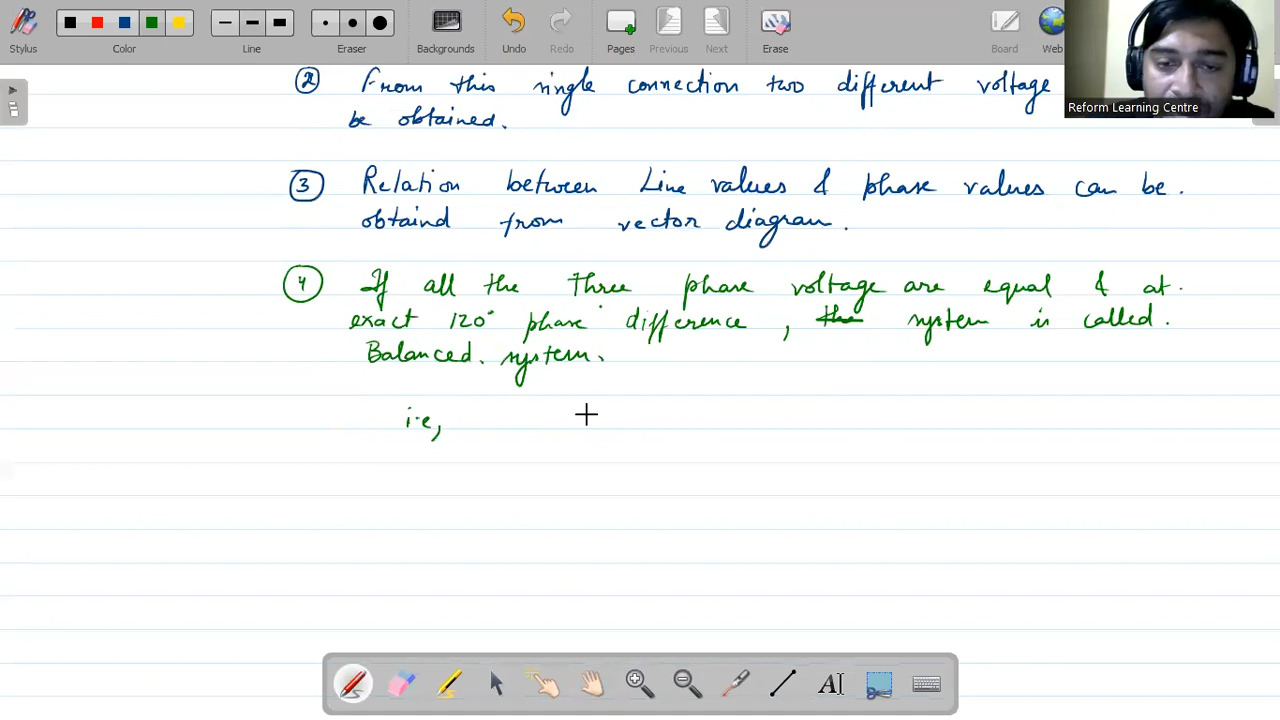 Stylus
Color
Line
Eraser
Backgrounds
Undo
Redo
Pages
Previous
Next
Erase
Board
Web
Reform Learning Centre
② From this single connection two different voltage
be obtained.
③ Relation between Line values & phase values can be.
obtaind from vector diagram.
④ If all the Three phase voltage are equal & at.
exact 120° phase difference, the system is called.
Balanced. system.
i.e,